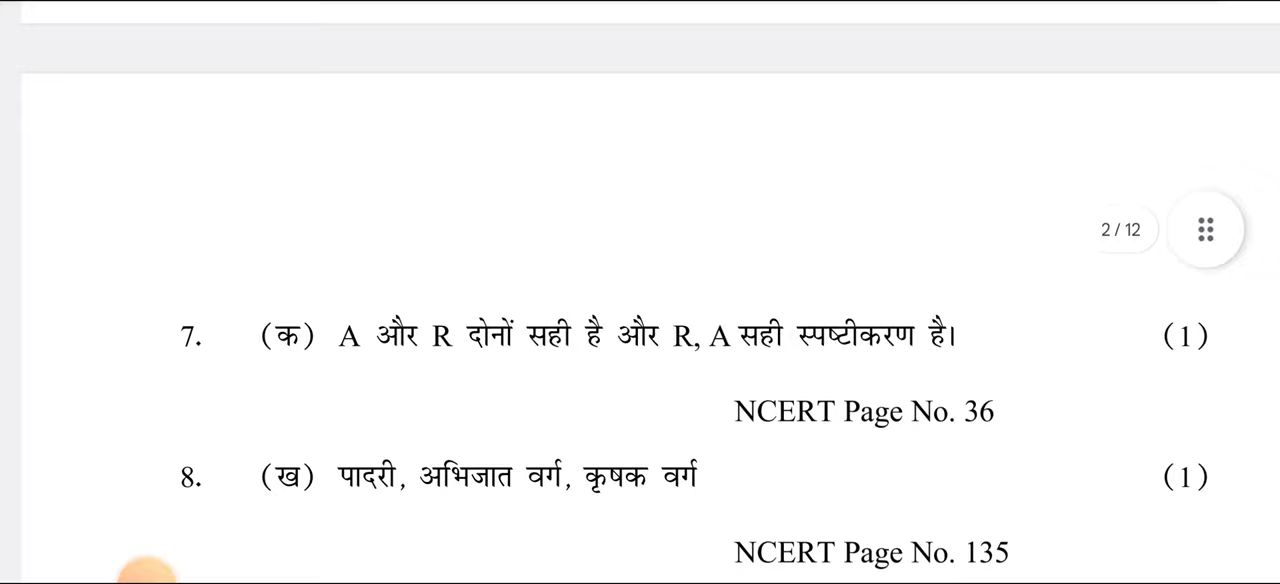 2 / 12
7. (क) A और R दोनों सही है और R, A सही स्पष्टीकरण है। (1)
NCERT Page No. 36
8. (ख) पादरी, अभिजात वर्ग, कृषक वर्ग (1)
NCERT Page No. 135